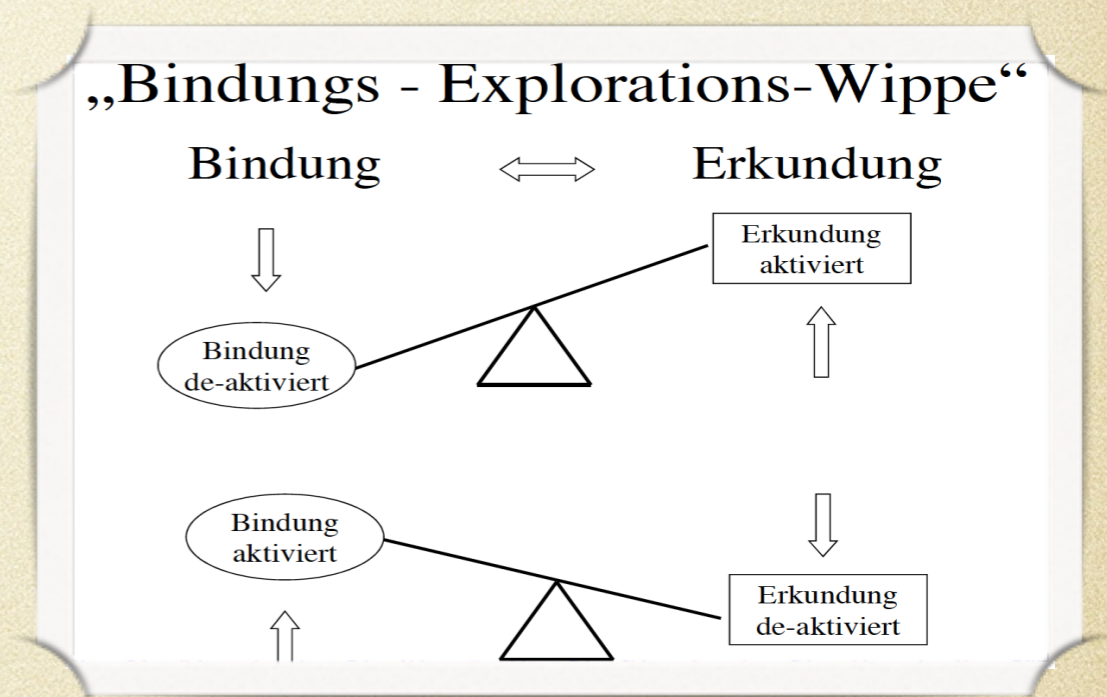 „Bindungs - Explorations-Wippe“
Bindung
Erkundung
Erkundung
aktiviert
Bindung
de-aktiviert
Bindung
aktiviert
Erkundung
de-aktiviert